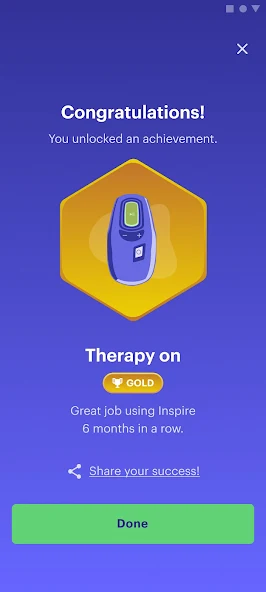 Congratulations!
You unlocked an achievement.
Therapy on
GOLD
Great job using Inspire
6 months in a row.
Share your success!
Done